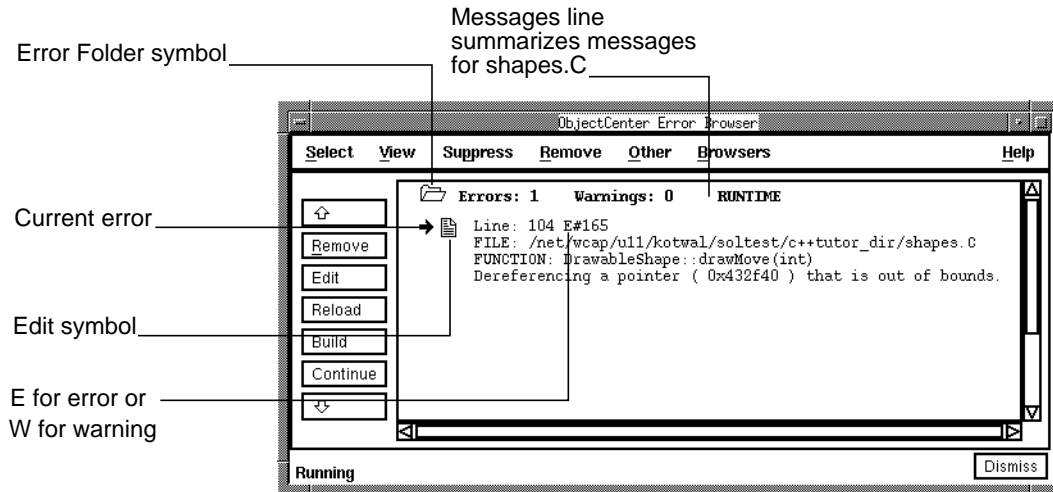 Messages line
summarizes messages
for shapes.C
Error Folder symbol
ObjectCenter Error Browser
Select View Suppress Remove Other Browsers Help
Errors: 1 Warnings: 0 RUNTIME
Current error
Line: 104 E#165
Remove
FILE: /net/wcap/u11/kotwal/soltest/c++tutor_dir/shapes.C
FUNCTION: DrawableShape::drawMove(int)
Edit
Dereferencing a pointer ( 0x432f40 ) that is out of bounds.
Reload
Edit symbol
Build
Continue
E for error or
W for warning
Running
Dismiss